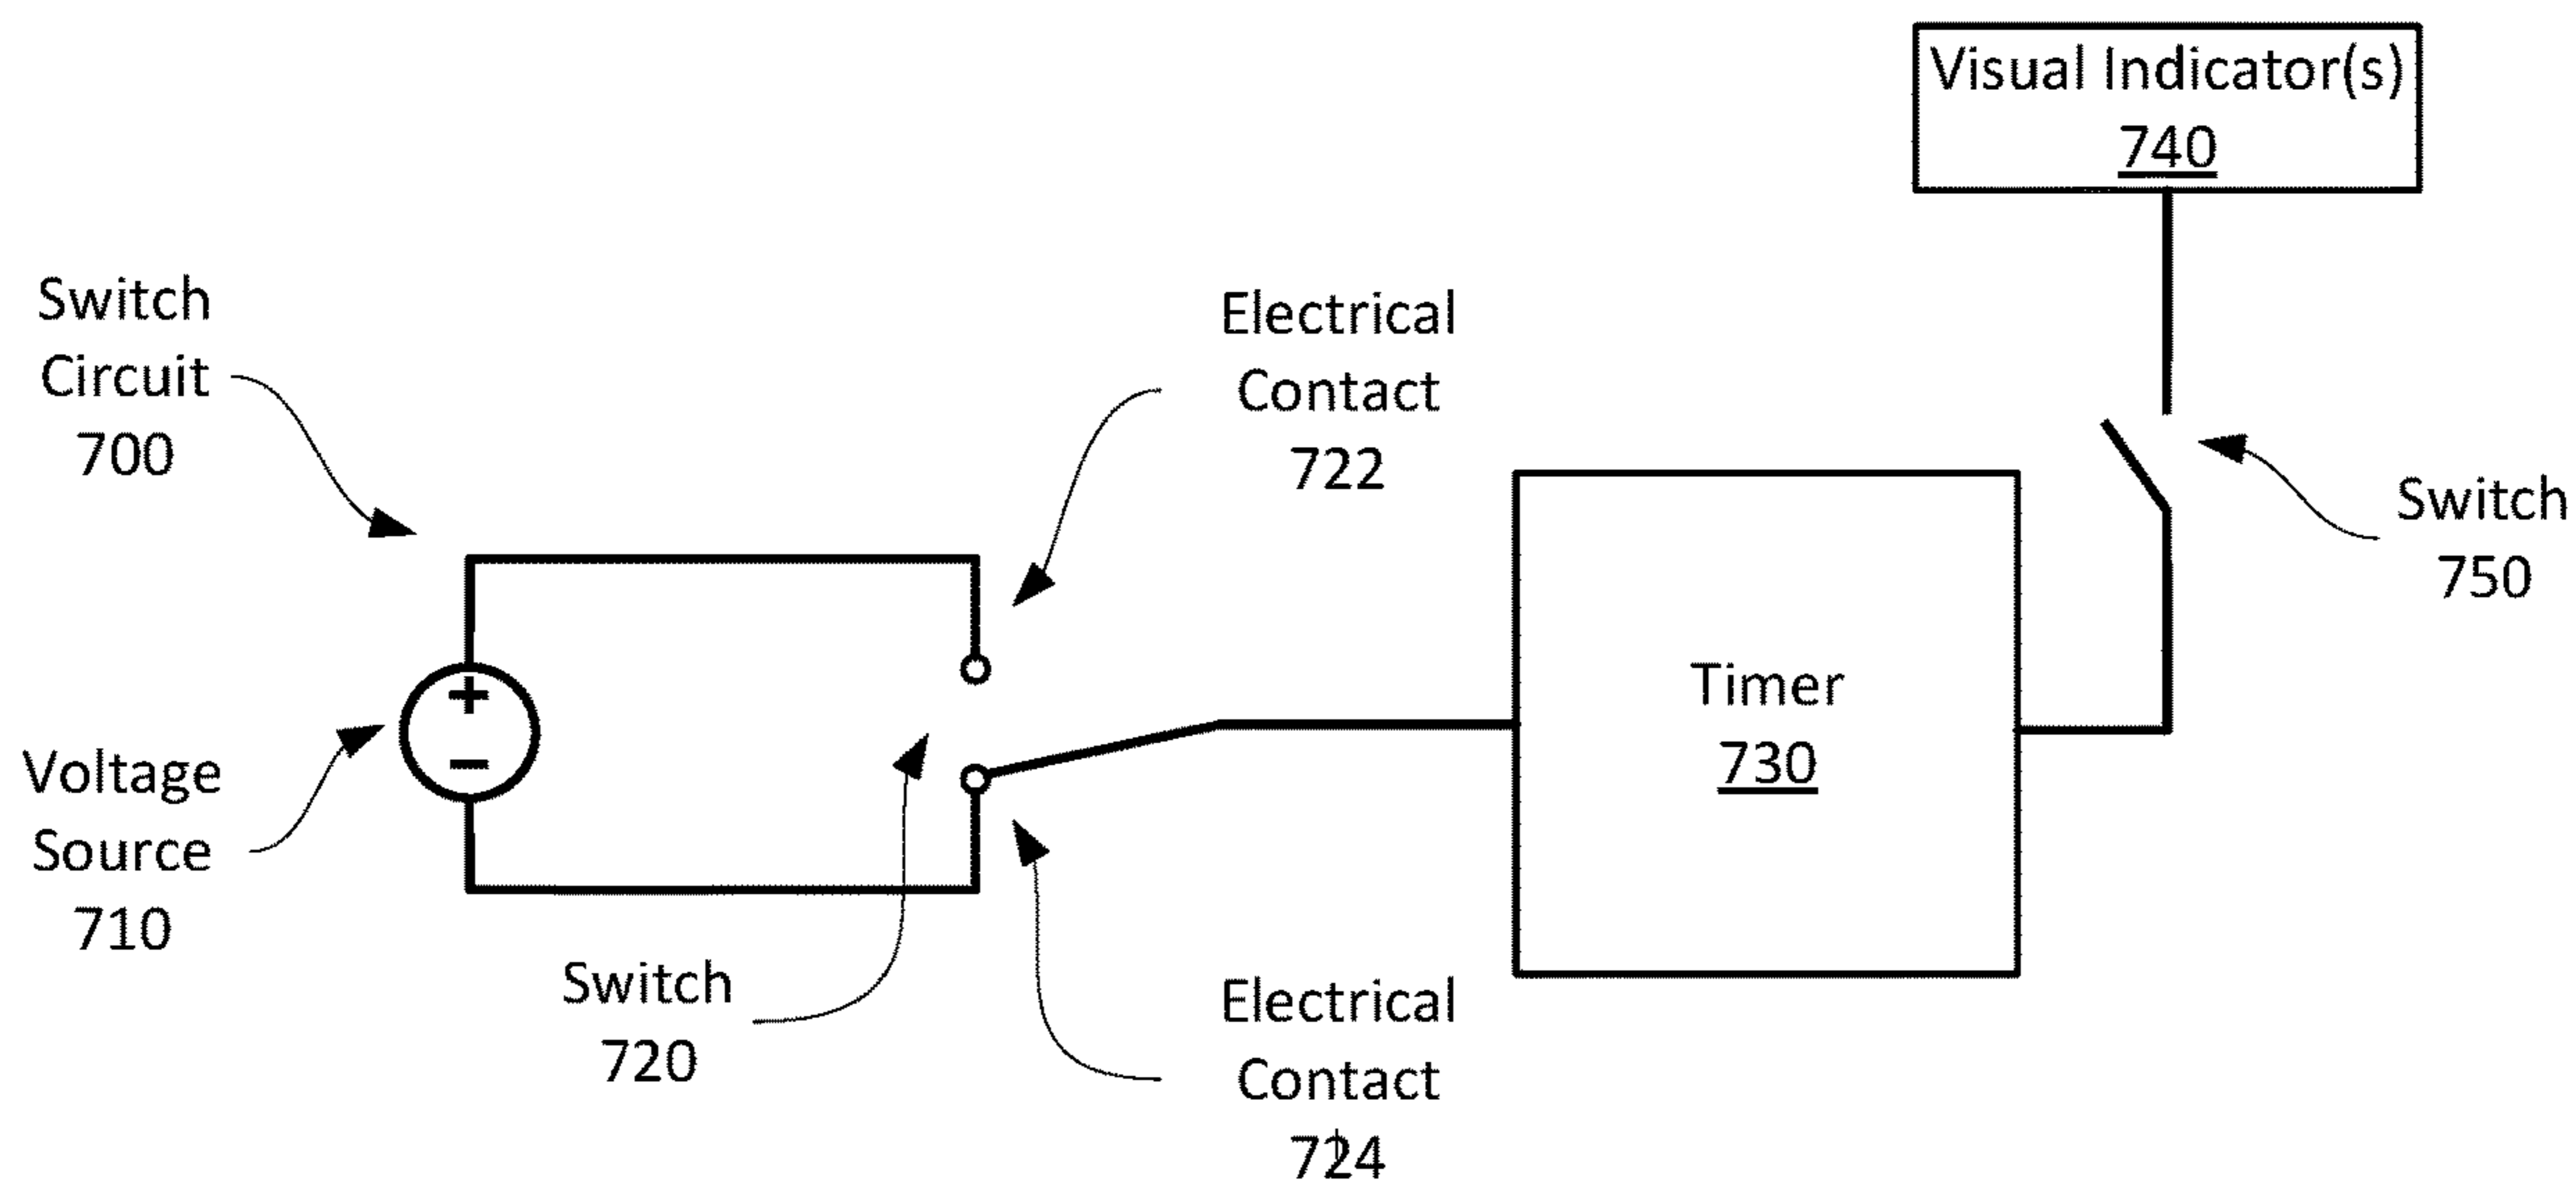 Visual Indicator(s)
740
Switch
Circuit
700
Electrical
Contact
722
Switch
750
Timer
730
+
−
Voltage
Source
710
Switch
720
Electrical
Contact
724